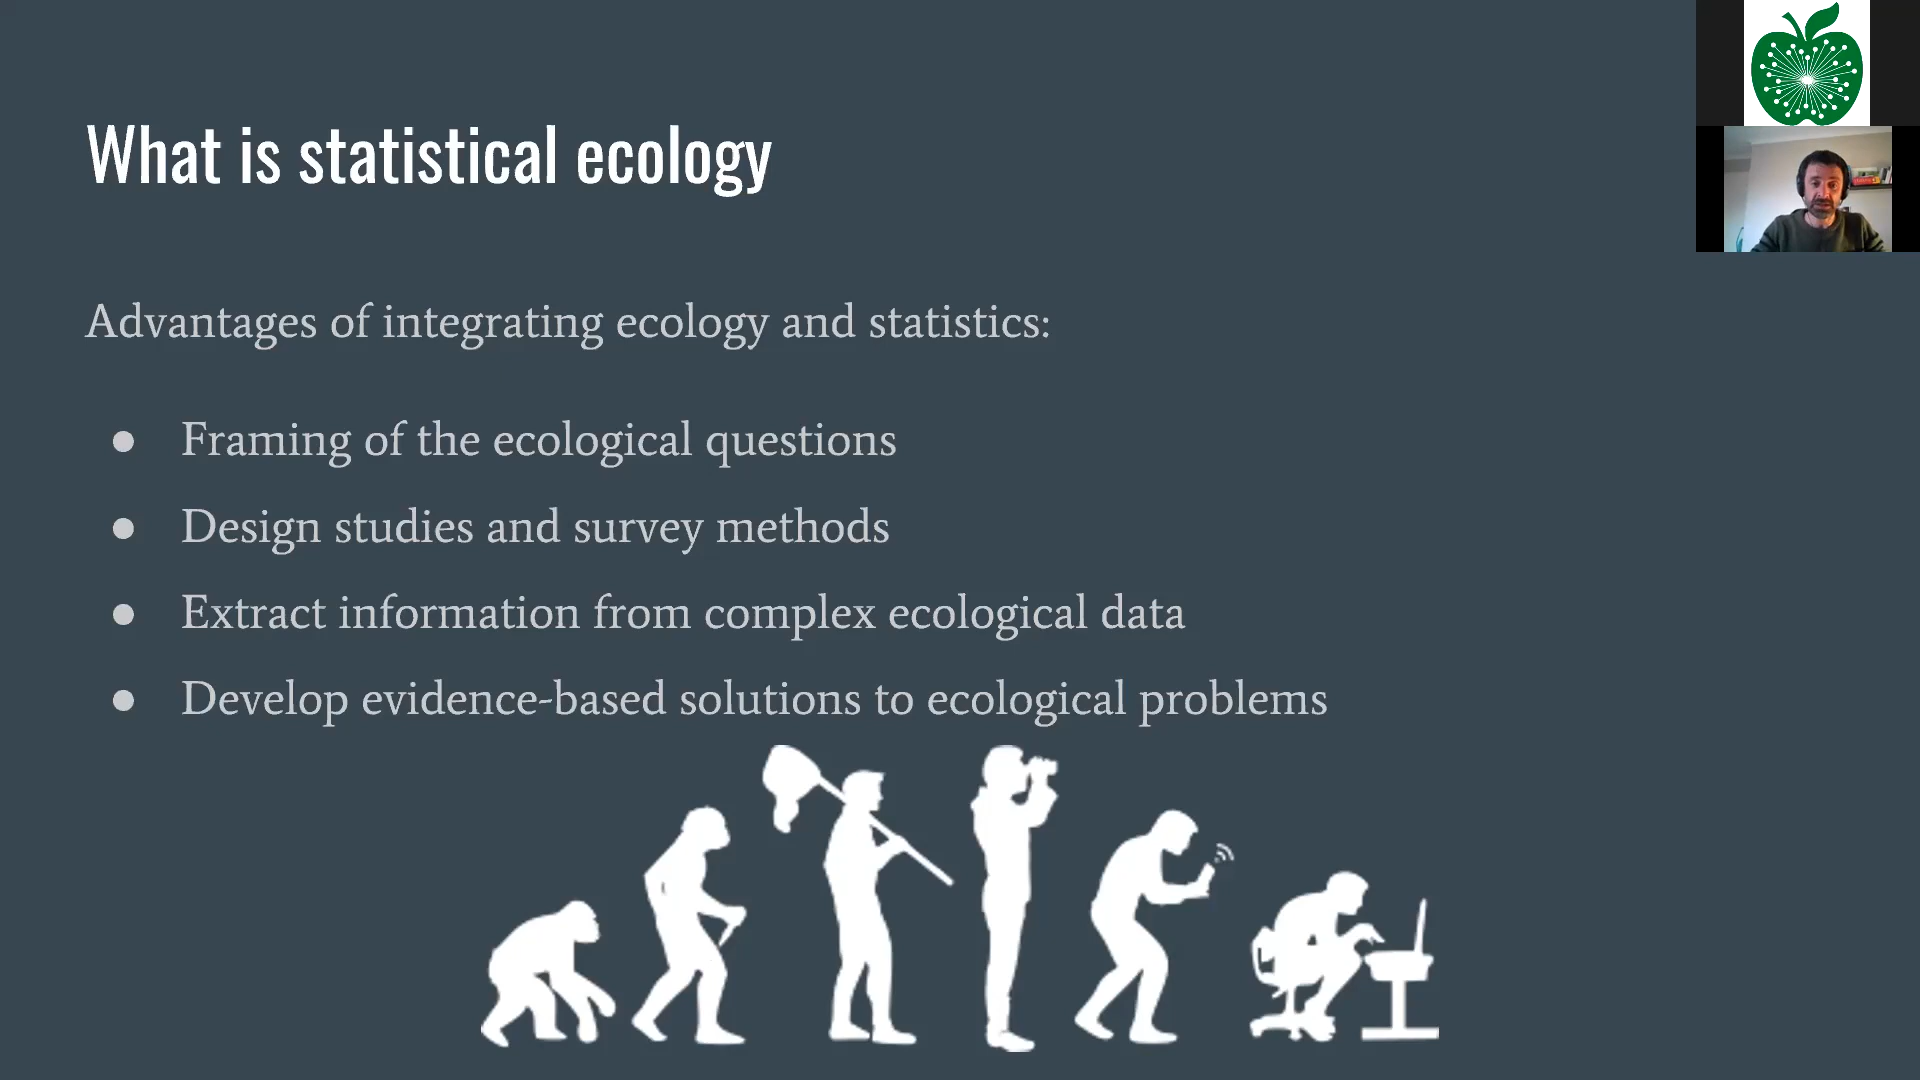 What is statistical ecology
Advantages of integrating ecology and statistics:
● Framing of the ecological questions
● Design studies and survey methods
● Extract information from complex ecological data
● Develop evidence-based solutions to ecological problems